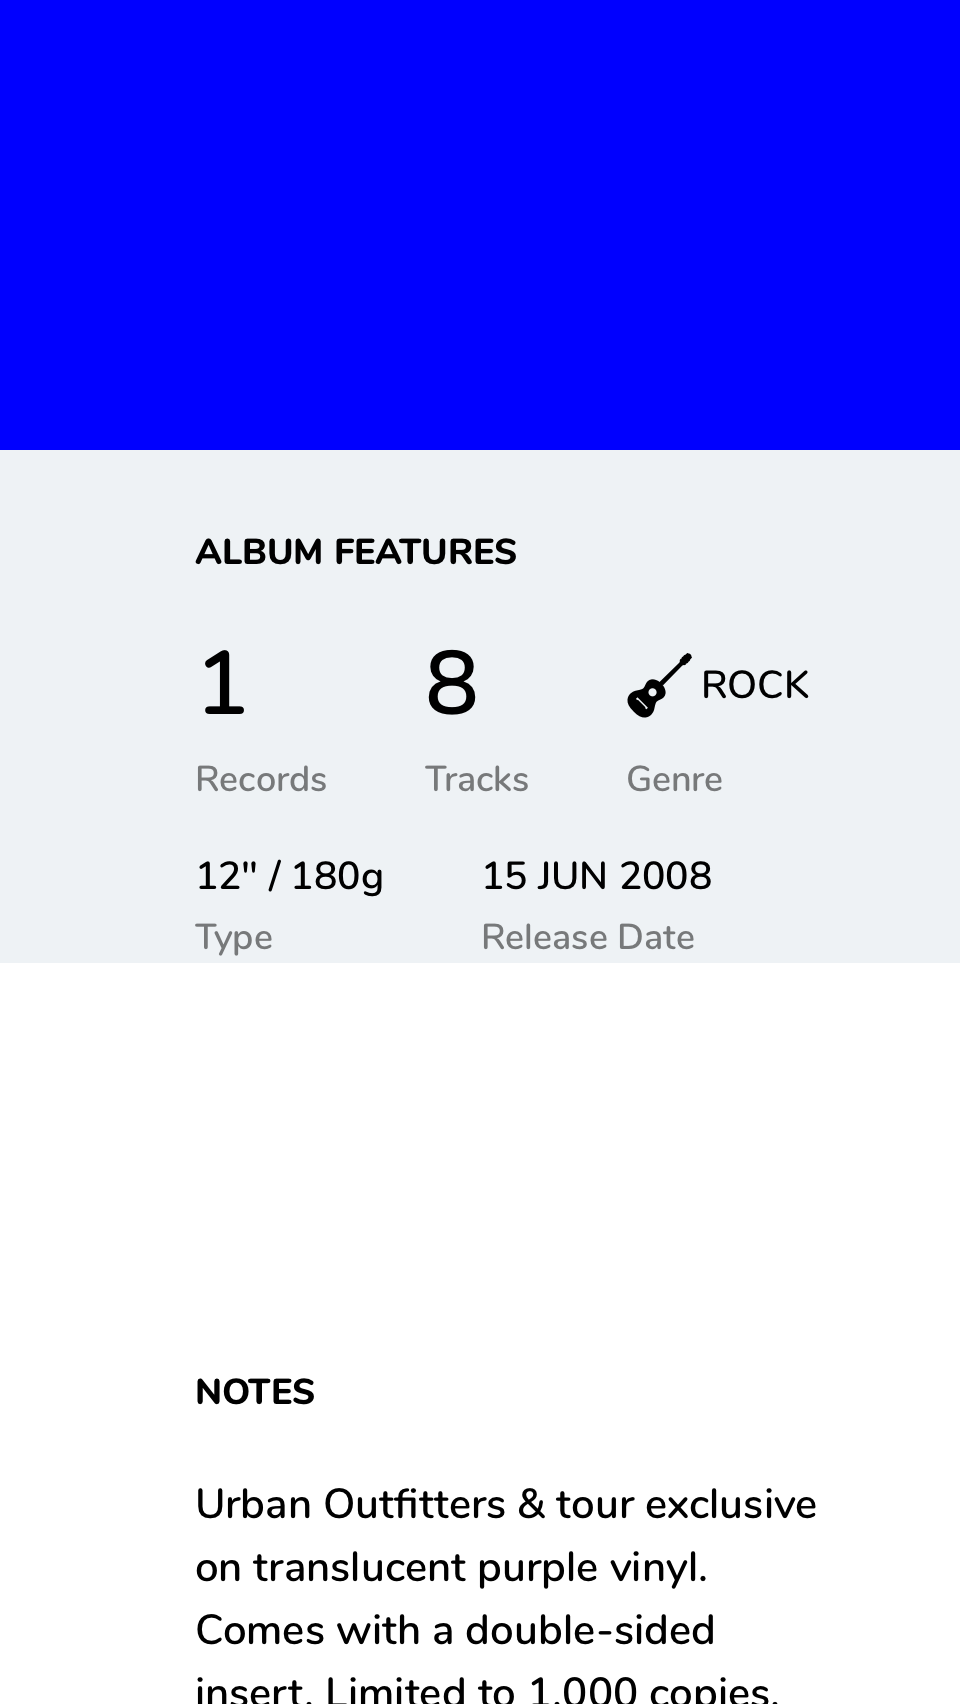 ALBUM FEATURES
1 8 ROCK
Records Tracks Genre
12" / 180g 15 JUN 2008
Type Release Date
NOTES
Urban Outfitters & tour exclusive
on translucent purple vinyl.
Comes with a double-sided
insert. Limited to 1,000 copies.